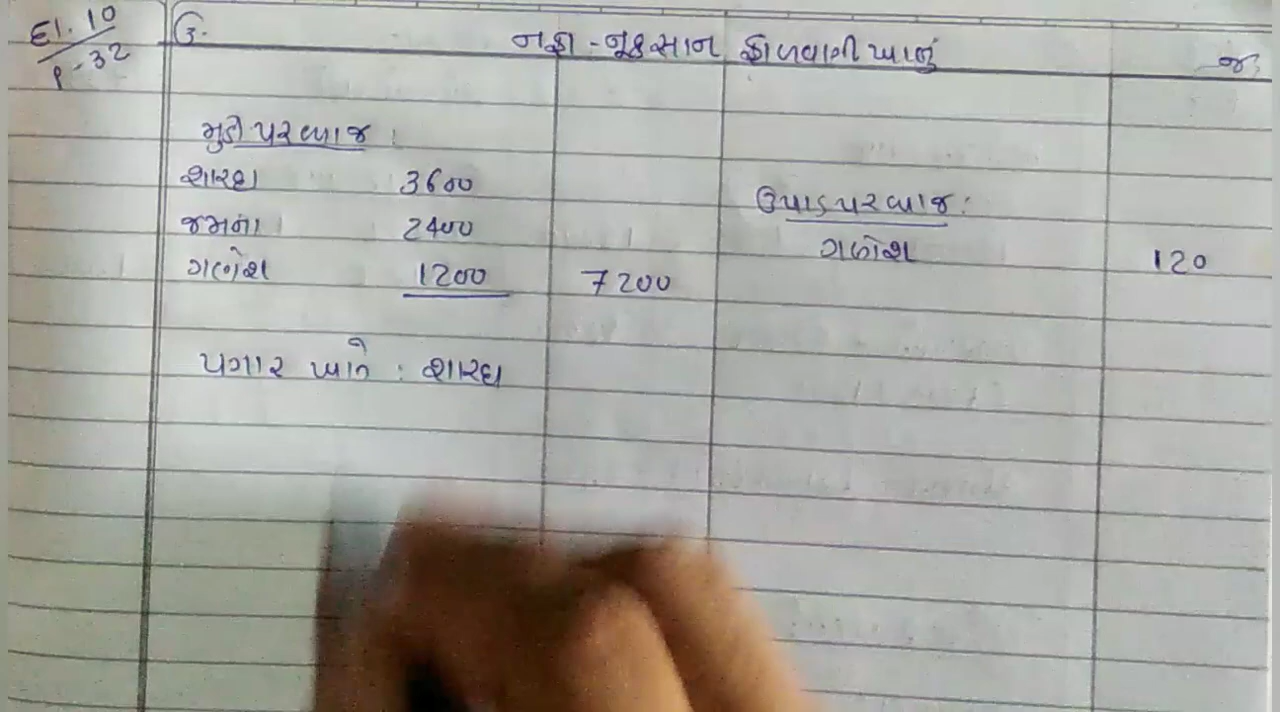 દા. 10
P-32
ઉ. નફા-નુકસાન ફાળવણી ખાતું જ.
મુડી પર વ્યાજ :
શારદા 3600
જમના 2400
ગણેશ 1200 7200
ઉપાડ પર વ્યાજ :
ગણેશ 120
પગાર ખાતે : શારદા